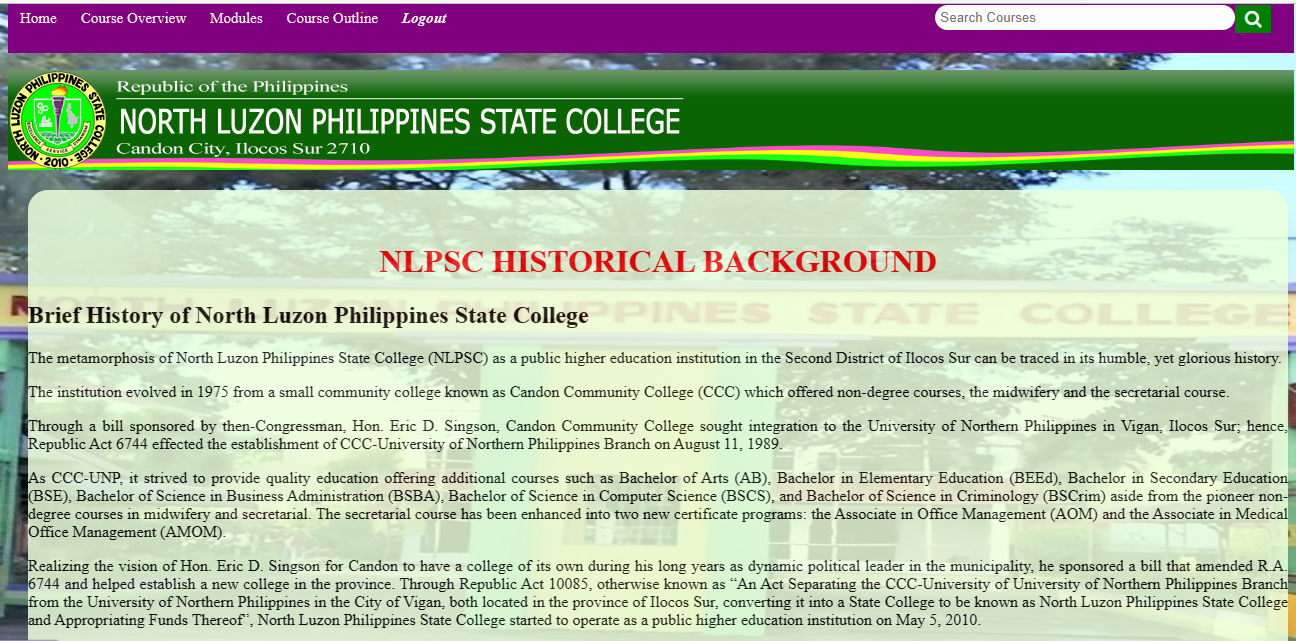 Home Course Overview Modules Course Outline Logout
Search Courses
NORTH LUZON PHILIPPINES STATE COLLEGE
2010
Republic of the Philippines
NORTH LUZON PHILIPPINES STATE COLLEGE
Candon City, Ilocos Sur 2710
NLPSC HISTORICAL BACKGROUND
NORTH LUZON PHILIPPINES STATE COLLEGE
Brief History of North Luzon Philippines State College
The metamorphosis of North Luzon Philippines State College (NLPSC) as a public higher education institution in the Second District of Ilocos Sur can be traced in its humble, yet glorious history.
The institution evolved in 1975 from a small community college known as Candon Community College (CCC) which offered non-degree courses, the midwifery and the secretarial course.
Through a bill sponsored by then-Congressman, Hon. Eric D. Singson, Candon Community College sought integration to the University of Northern Philippines in Vigan, Ilocos Sur; hence,
Republic Act 6744 effected the establishment of CCC-University of Northern Philippines Branch on August 11, 1989.
As CCC-UNP, it strived to provide quality education offering additional courses such as Bachelor of Arts (AB), Bachelor in Elementary Education (BEEd), Bachelor in Secondary Education
(BSE), Bachelor of Science in Business Administration (BSBA), Bachelor of Science in Computer Science (BSCS), and Bachelor of Science in Criminology (BSCrim) aside from the pioneer non-
degree courses in midwifery and secretarial. The secretarial course has been enhanced into two new certificate programs: the Associate in Office Management (AOM) and the Associate in Medical
Office Management (AMOM).
Realizing the vision of Hon. Eric D. Singson for Candon to have a college of its own during his long years as dynamic political leader in the municipality, he sponsored a bill that amended R.A.
6744 and helped establish a new college in the province. Through Republic Act 10085, otherwise known as “An Act Separating the CCC-University of University of Northern Philippines Branch
from the University of Northern Philippines in the City of Vigan, both located in the province of Ilocos Sur, converting it into a State College to be known as North Luzon Philippines State College
and Appropriating Funds Thereof”, North Luzon Philippines State College started to operate as a public higher education institution on May 5, 2010.